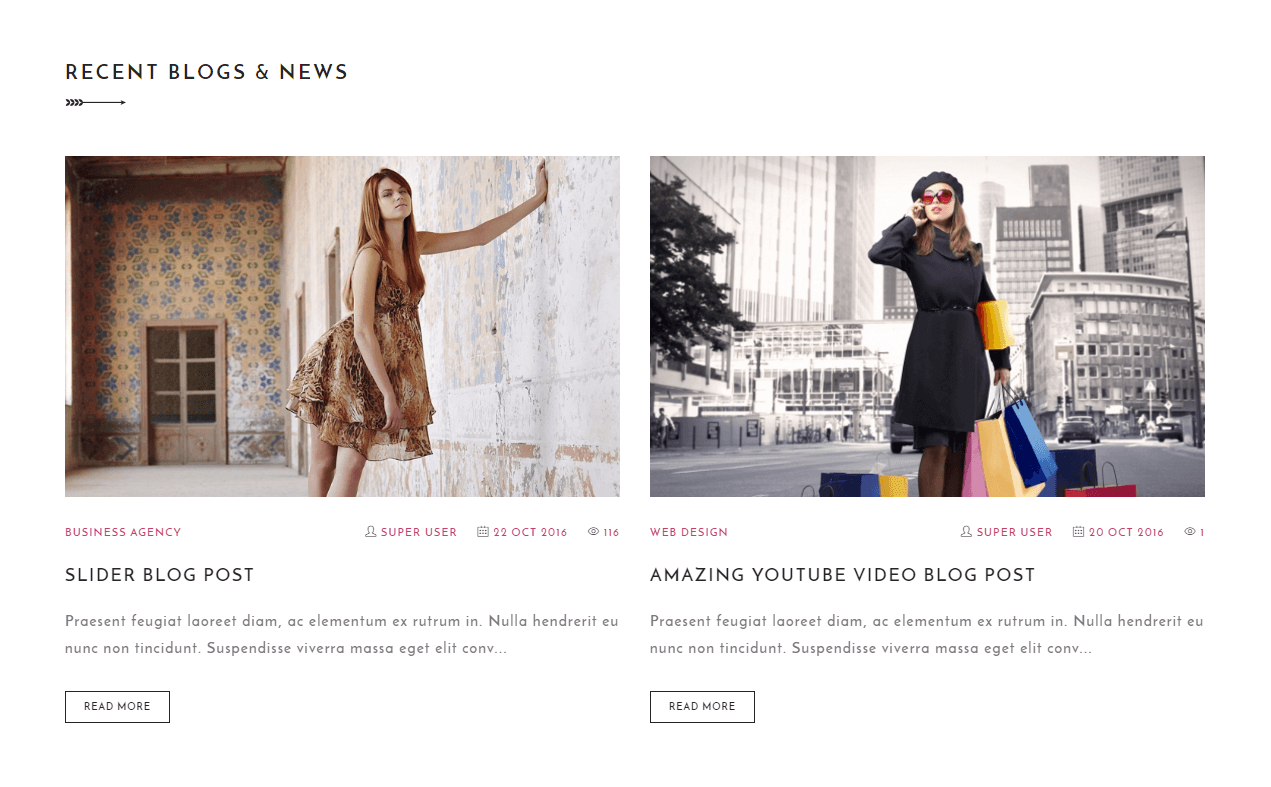 RECENT BLOGS & NEWS
BUSINESS AGENCY SUPER USER 22 OCT 2016 116
SLIDER BLOG POST
Praesent feugiat laoreet diam, ac elementum ex rutrum in. Nulla hendrerit eu
nunc non tincidunt. Suspendisse viverra massa eget elit conv...
READ MORE
WEB DESIGN SUPER USER 20 OCT 2016 1
AMAZING YOUTUBE VIDEO BLOG POST
Praesent feugiat laoreet diam, ac elementum ex rutrum in. Nulla hendrerit eu
nunc non tincidunt. Suspendisse viverra massa eget elit conv...
READ MORE